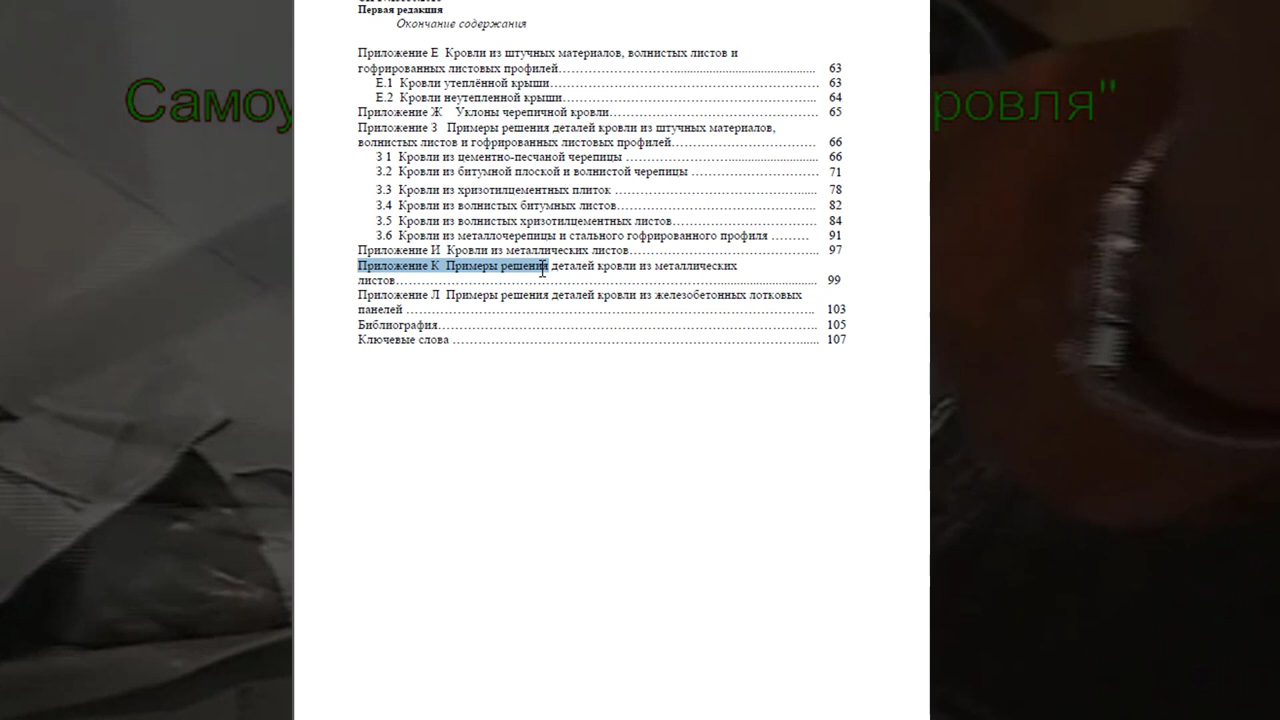 Первая редакция
Окончание содержания
Приложение Е Кровли из штучных материалов, волнистых листов и
гофрированных листовых профилей…………………………...................................... 63
Е.1 Кровли утеплённой крыши……………………………………………………….. 63
Е.2 Кровли неутепленной крыши…………………………………………………….. 64
Приложение Ж Уклоны черепичной кровли……………………………………….. 65
Приложение З Примеры решения деталей кровли из штучных материалов,
волнистых листов и гофрированных листовых профилей……………………………. 66
3 1 Кровли из цементно-песчаной черепицы ……………………............................ 66
3.2 Кровли из битумной плоской и волнистой черепицы ………………………….. 71
3.3 Кровли из хризотилцементных плиток ……………………………………...... 78
3.4 Кровли из волнистых битумных листов………………………………………….. 82
3.5 Кровли из волнистых хризотилцементных листов……………………………... 84
3.6 Кровли из металлочерепицы и стального гофрированного профиля ……… 91
Приложение И Кровли из металлических листов……………………………………... 97
Приложение К Примеры решения деталей кровли из металлических
листов……………………………………………………………………............................ 99
Приложение Л Примеры решения деталей кровли из железобетонных лотковых
панелей ………………………………………………………………………………….. 103
Библиография…………………………………………………………………………….. 105
Ключевые слова ……………………………………………………………………...... 107
Самоу
ровля"